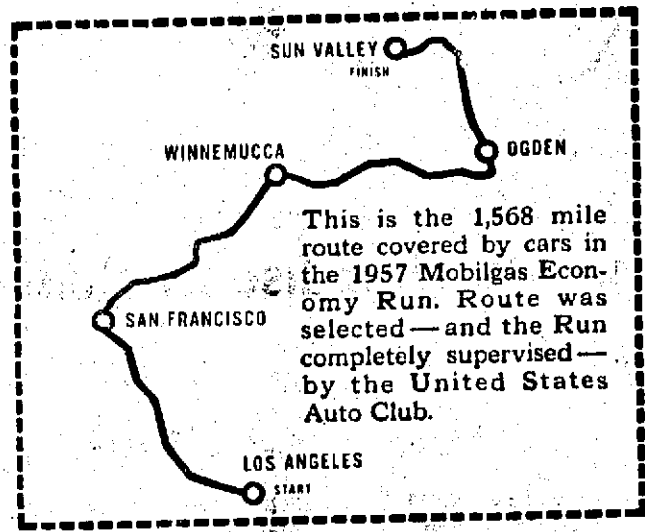 SUN VALLEY
FINISH
WINNEMUCCA
OGDEN
This is the 1,568 mile
route covered by cars in
the 1957 Mobilgas Econ-
omy Run. Route was
selected—and the Run
completely supervised—
by the United States
Auto Club.
SAN FRANCISCO
LOS ANGELES
START